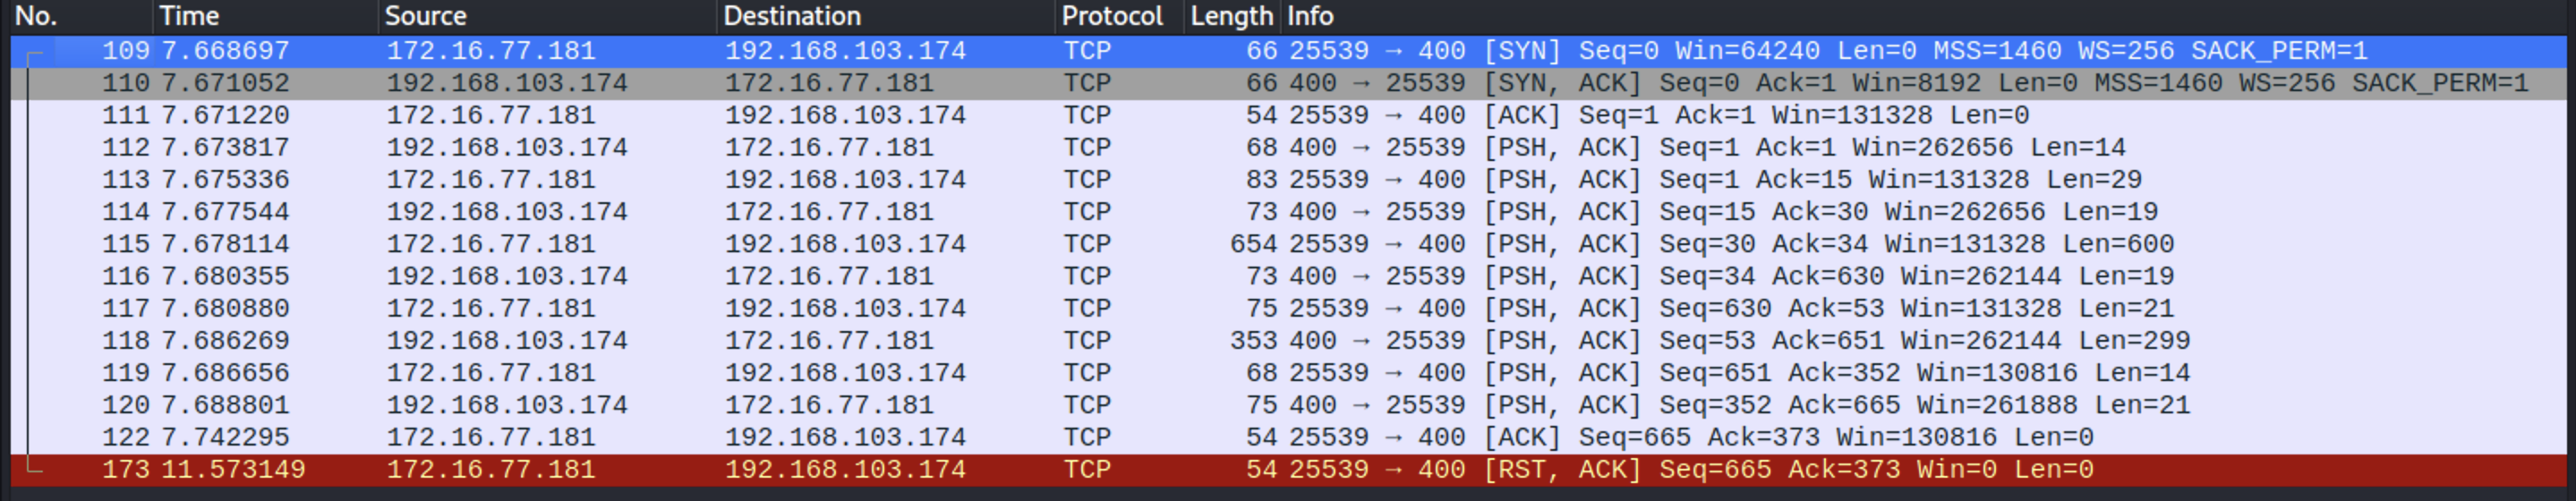 No. Time Source Destination Protocol Length Info
109 7.668697 172.16.77.181 192.168.103.174 TCP 66 25539 → 400 [SYN] Seq=0 Win=64240 Len=0 MSS=1460 WS=256 SACK_PERM=1
110 7.671052 192.168.103.174 172.16.77.181 TCP 66 400 → 25539 [SYN, ACK] Seq=0 Ack=1 Win=8192 Len=0 MSS=1460 WS=256 SACK_PERM=1
111 7.671220 172.16.77.181 192.168.103.174 TCP 54 25539 → 400 [ACK] Seq=1 Ack=1 Win=131328 Len=0
112 7.673817 192.168.103.174 172.16.77.181 TCP 68 400 → 25539 [PSH, ACK] Seq=1 Ack=1 Win=262656 Len=14
113 7.675336 172.16.77.181 192.168.103.174 TCP 83 25539 → 400 [PSH, ACK] Seq=1 Ack=15 Win=131328 Len=29
114 7.677544 192.168.103.174 172.16.77.181 TCP 73 400 → 25539 [PSH, ACK] Seq=15 Ack=30 Win=262656 Len=19
115 7.678114 172.16.77.181 192.168.103.174 TCP 654 25539 → 400 [PSH, ACK] Seq=30 Ack=34 Win=131328 Len=600
116 7.680355 192.168.103.174 172.16.77.181 TCP 73 400 → 25539 [PSH, ACK] Seq=34 Ack=630 Win=262144 Len=19
117 7.680880 172.16.77.181 192.168.103.174 TCP 75 25539 → 400 [PSH, ACK] Seq=630 Ack=53 Win=131328 Len=21
118 7.686269 192.168.103.174 172.16.77.181 TCP 353 400 → 25539 [PSH, ACK] Seq=53 Ack=651 Win=262144 Len=299
119 7.686656 172.16.77.181 192.168.103.174 TCP 68 25539 → 400 [PSH, ACK] Seq=651 Ack=352 Win=130816 Len=14
120 7.688801 192.168.103.174 172.16.77.181 TCP 75 400 → 25539 [PSH, ACK] Seq=352 Ack=665 Win=261888 Len=21
122 7.742295 172.16.77.181 192.168.103.174 TCP 54 25539 → 400 [ACK] Seq=665 Ack=373 Win=130816 Len=0
173 11.573149 172.16.77.181 192.168.103.174 TCP 54 25539 → 400 [RST, ACK] Seq=665 Ack=373 Win=0 Len=0